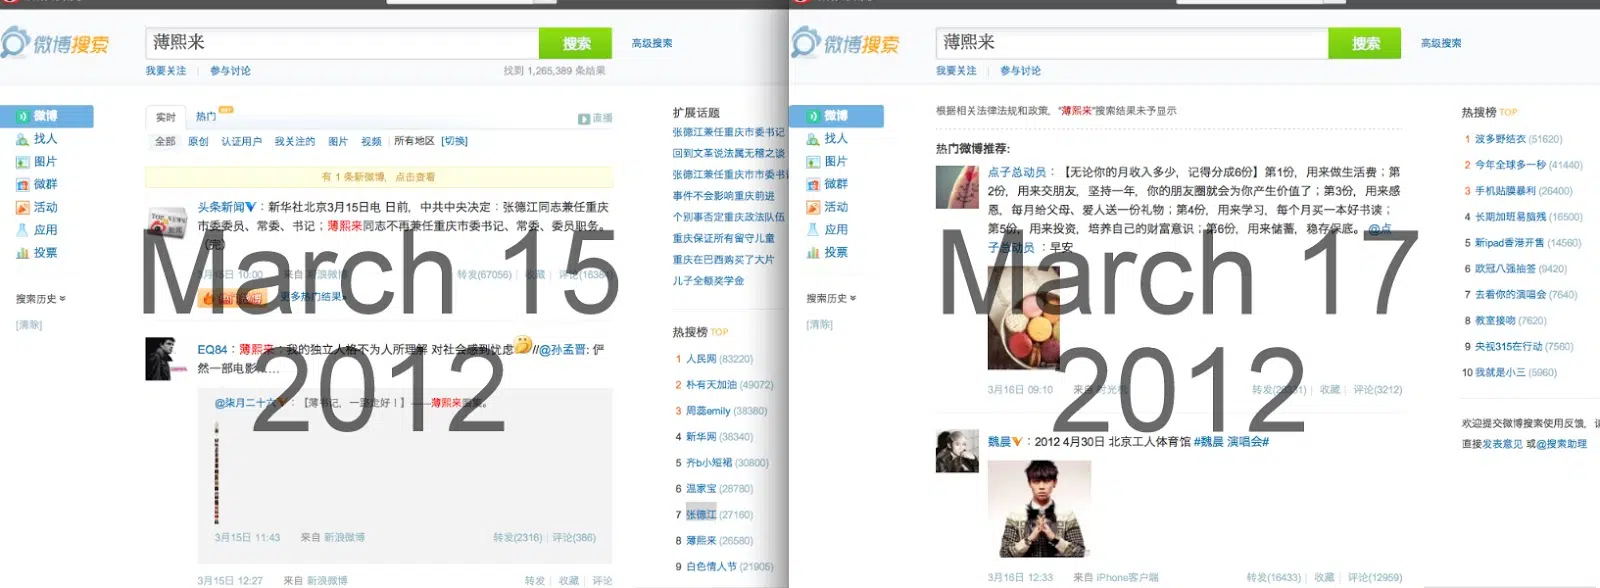 微博搜索
薄熙来
搜索
高级搜索
我要关注 | 参与讨论
找到 1,265,389 条结果
微博
找人
图片
微群
活动
应用
投票
搜索历史
[清除]
实时
热门
直播
全部 原创 认证用户 我关注的 图片 视频 | 所有地区 [切换]
有 1 条新微博，点击查看
头条新闻：新华社北京3月15日电 日前，中共中央决定：张德江同志兼任重庆
市委委员、常委、书记；薄熙来同志不再兼任重庆市委书记、常委、委员职务。
（完）
3月15日 10:00 来自 新浪微博
转发(67056) | 收藏 |
更多热门结果»
EQ84：薄熙来：我的独立人格不为人所理解 对社会感到忧虑 //@孙孟晋: 俨
然一部电影……
@柒月二十六：【薄书记，一路走好！】——薄熙来
3月15日 11:43 来自 新浪微博
转发(2316) | 评论(386)
3月15日 12:27 来自 新浪微博
转发 | 收藏 | 评论
扩展话题
张德江兼任重庆市委书记
回到文革说法属无稽之谈
张德江兼任重庆市市委书
事件不会影响重庆前进
个别事否定重庆政法队伍
重庆保证所有留守儿童
重庆在巴西购买了大片
儿子全额奖学金
热搜榜 TOP
1 人民网 (83220)
2 朴有天加油 (49072)
3 周蕊emily (38380)
4 新华网 (38340)
5 齐b小短裙 (30800)
6 温家宝 (28780)
7 张德江 (27160)
8 薄熙来 (26580)
9 白色情人节 (21905)
March 15
2012
微博搜索
薄熙来
搜索
高级搜索
我要关注 | 参与讨论
微博
找人
图片
微群
活动
应用
投票
搜索历史
[清除]
根据相关法律法规和政策，“薄熙来”搜索结果未予显示
热门微博推荐:
点子总动员：【无论你的月收入多少，记得分成6份】第1份，用来做生活费；第
2份，用来交朋友，坚持一年，你的朋友圈就会为你产生价值了；第3份，用来感
恩，每月给父母、爱人送一份礼物；第4份，用来学习，每个月买一本好书读；
第5份，用来投资，培养自己的财富意识；第6份，用来储蓄，稳存保底。@点
子总动员 ：早安
3月16日 09:10 来自
收藏 | 评论(3212)
魏晨：2012 4月30日 北京工人体育馆 #魏晨 演唱会#
3月16日 12:33 来自 iPhone客户端
转发(16433) | 收藏 | 评论(12959)
热搜榜 TOP
1 波多野结衣 (51620)
2 今年全球多一秒 (41440)
3 手机贴膜暴利 (26400)
4 长期加班易脑残 (16500)
5 新ipad香港开售 (14560)
6 欧冠八强抽签 (9420)
7 去看你的演唱会 (7640)
8 教室接吻 (7620)
9 央视315在行动 (7560)
10 我就是小三 (5960)
欢迎提交微博搜索使用反馈，
直接发表意见 或@搜索助理
March 17
2012